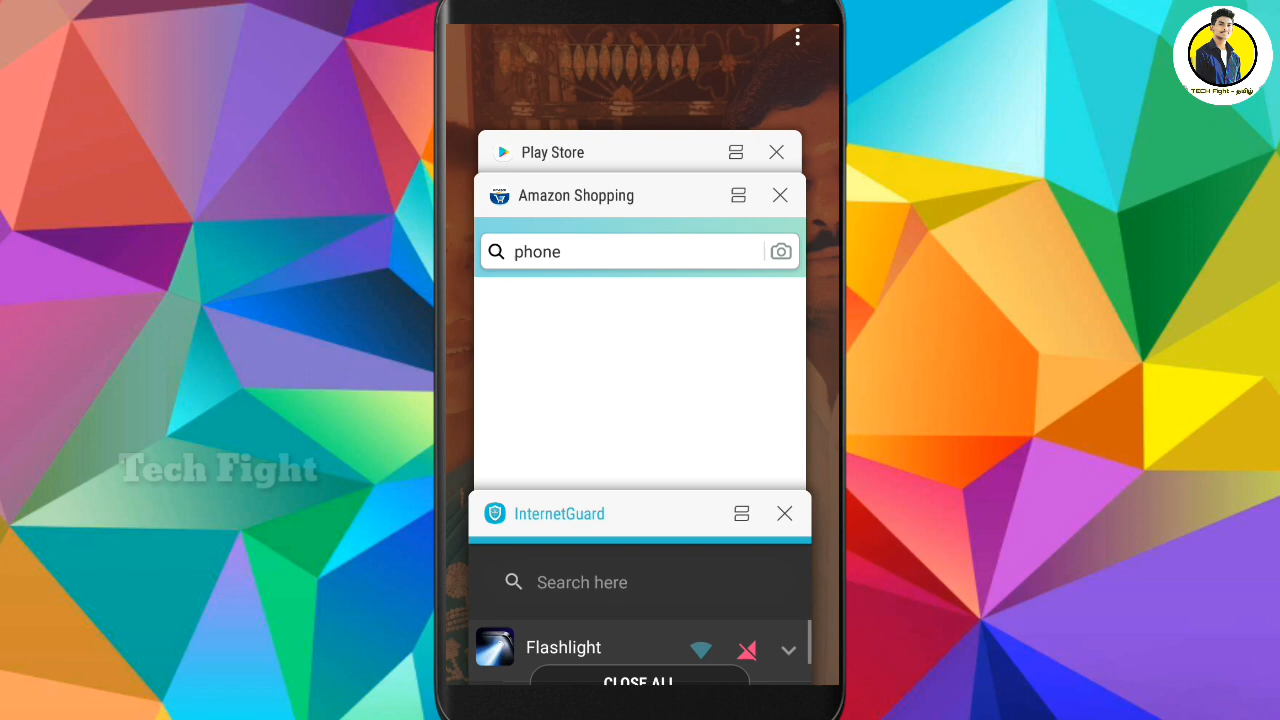 TECH Fight - தமிழ்
Play Store
Amazon Shopping
phone
Tech Fight
InternetGuard
Search here
Flashlight
CLOSE ALL